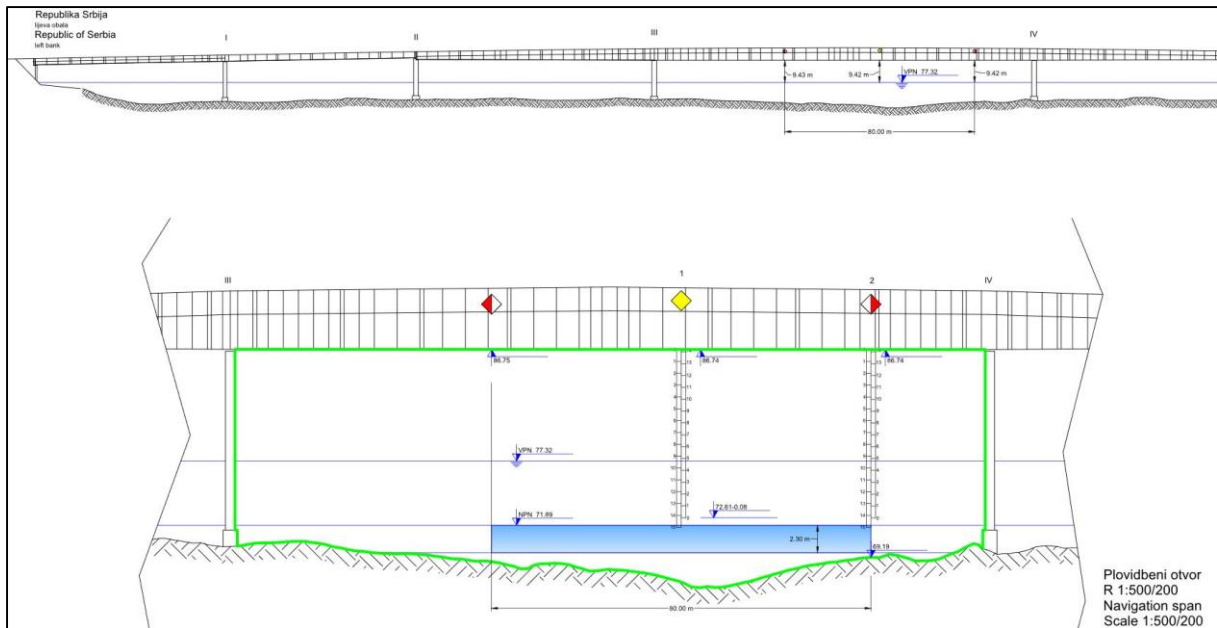 Republika Srbija
lijeva obala
Republic of Serbia
left bank
I
II
III
IV
9.43 m
9.42 m
VPN 77.32
9.42 m
80.00 m
III
1
2
IV
86.75
86.74
86.74
VPN 77.32
NPN 71.89
72.61-0.08
2.30 m
69.19
80.00 m
Plovidbeni otvor
R 1:500/200
Navigation span
Scale 1:500/200